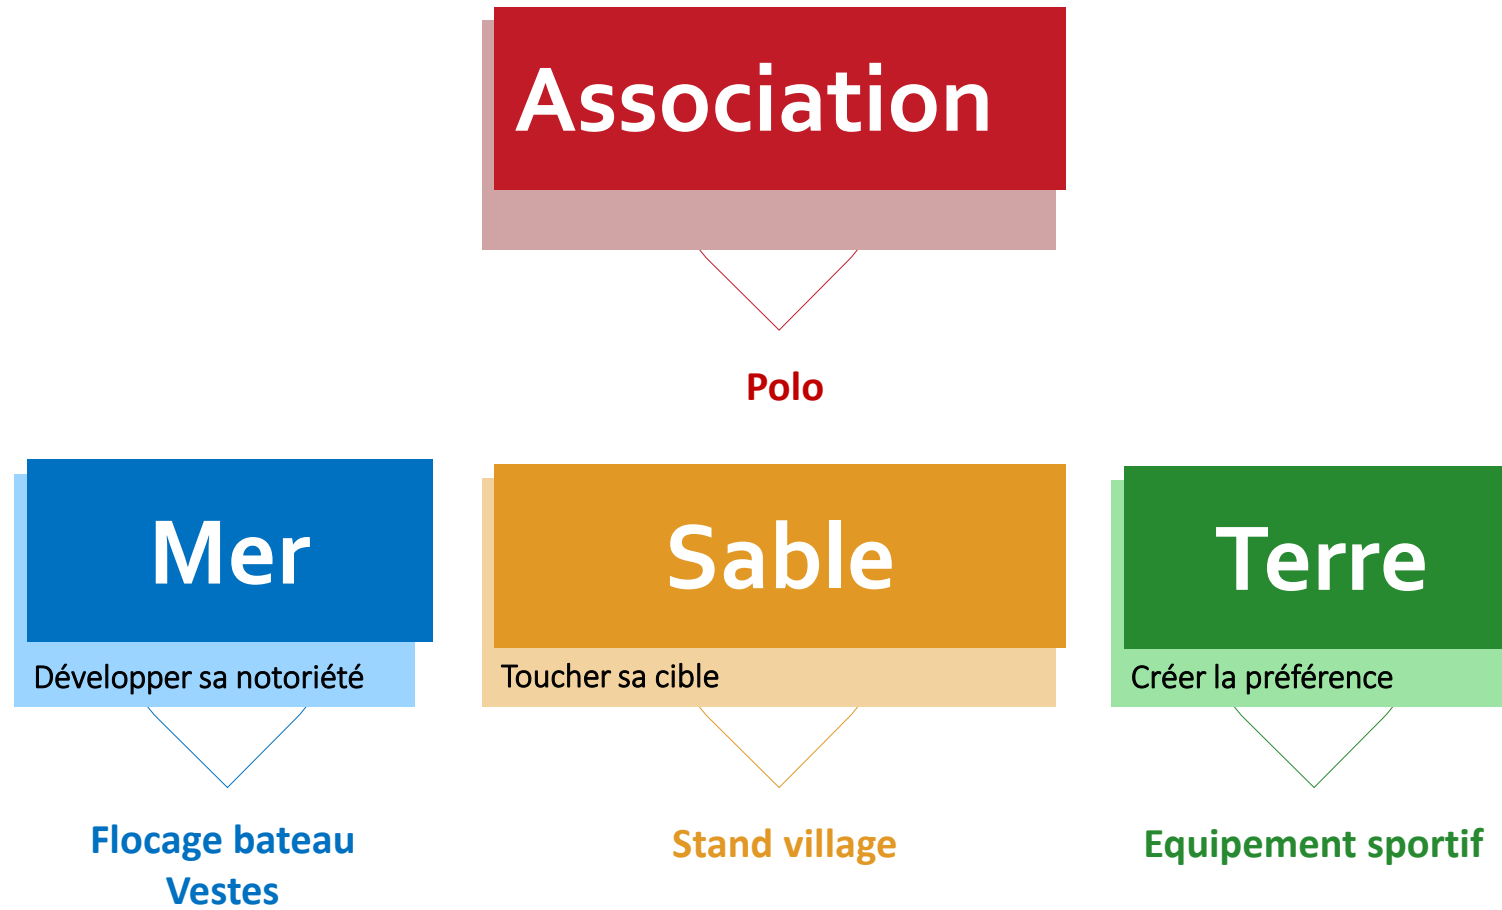 Association
Polo
Mer
Développer sa notoriété
Flocage bateau
Vestes
Sable
Toucher sa cible
Stand village
Terre
Créer la préférence
Equipement sportif